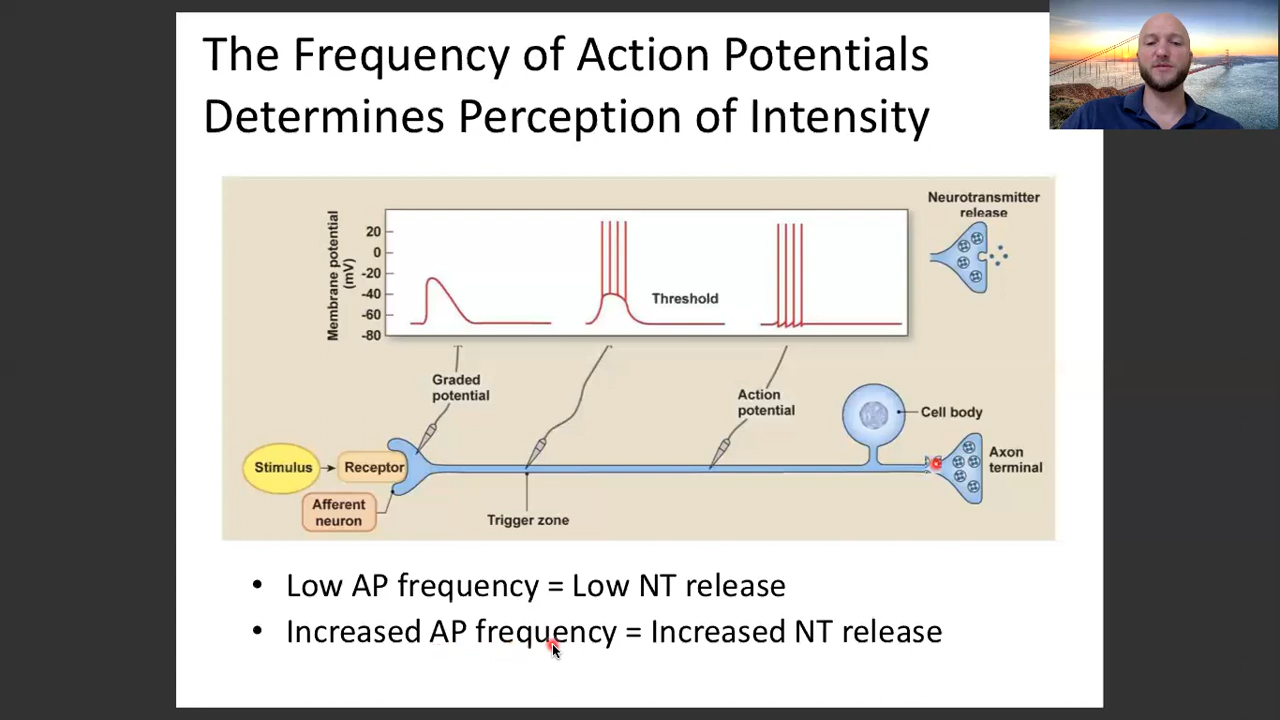 The Frequency of Action Potentials
Determines Perception of Intensity
Neurotransmitter
release
Membrane potential
(mV)
20
0
-20
-40
-60
-80
Threshold
Graded
potential
Action
potential
Cell body
Stimulus
Receptor
Axon
terminal
Afferent
neuron
Trigger zone
• Low AP frequency = Low NT release
• Increased AP frequency = Increased NT release